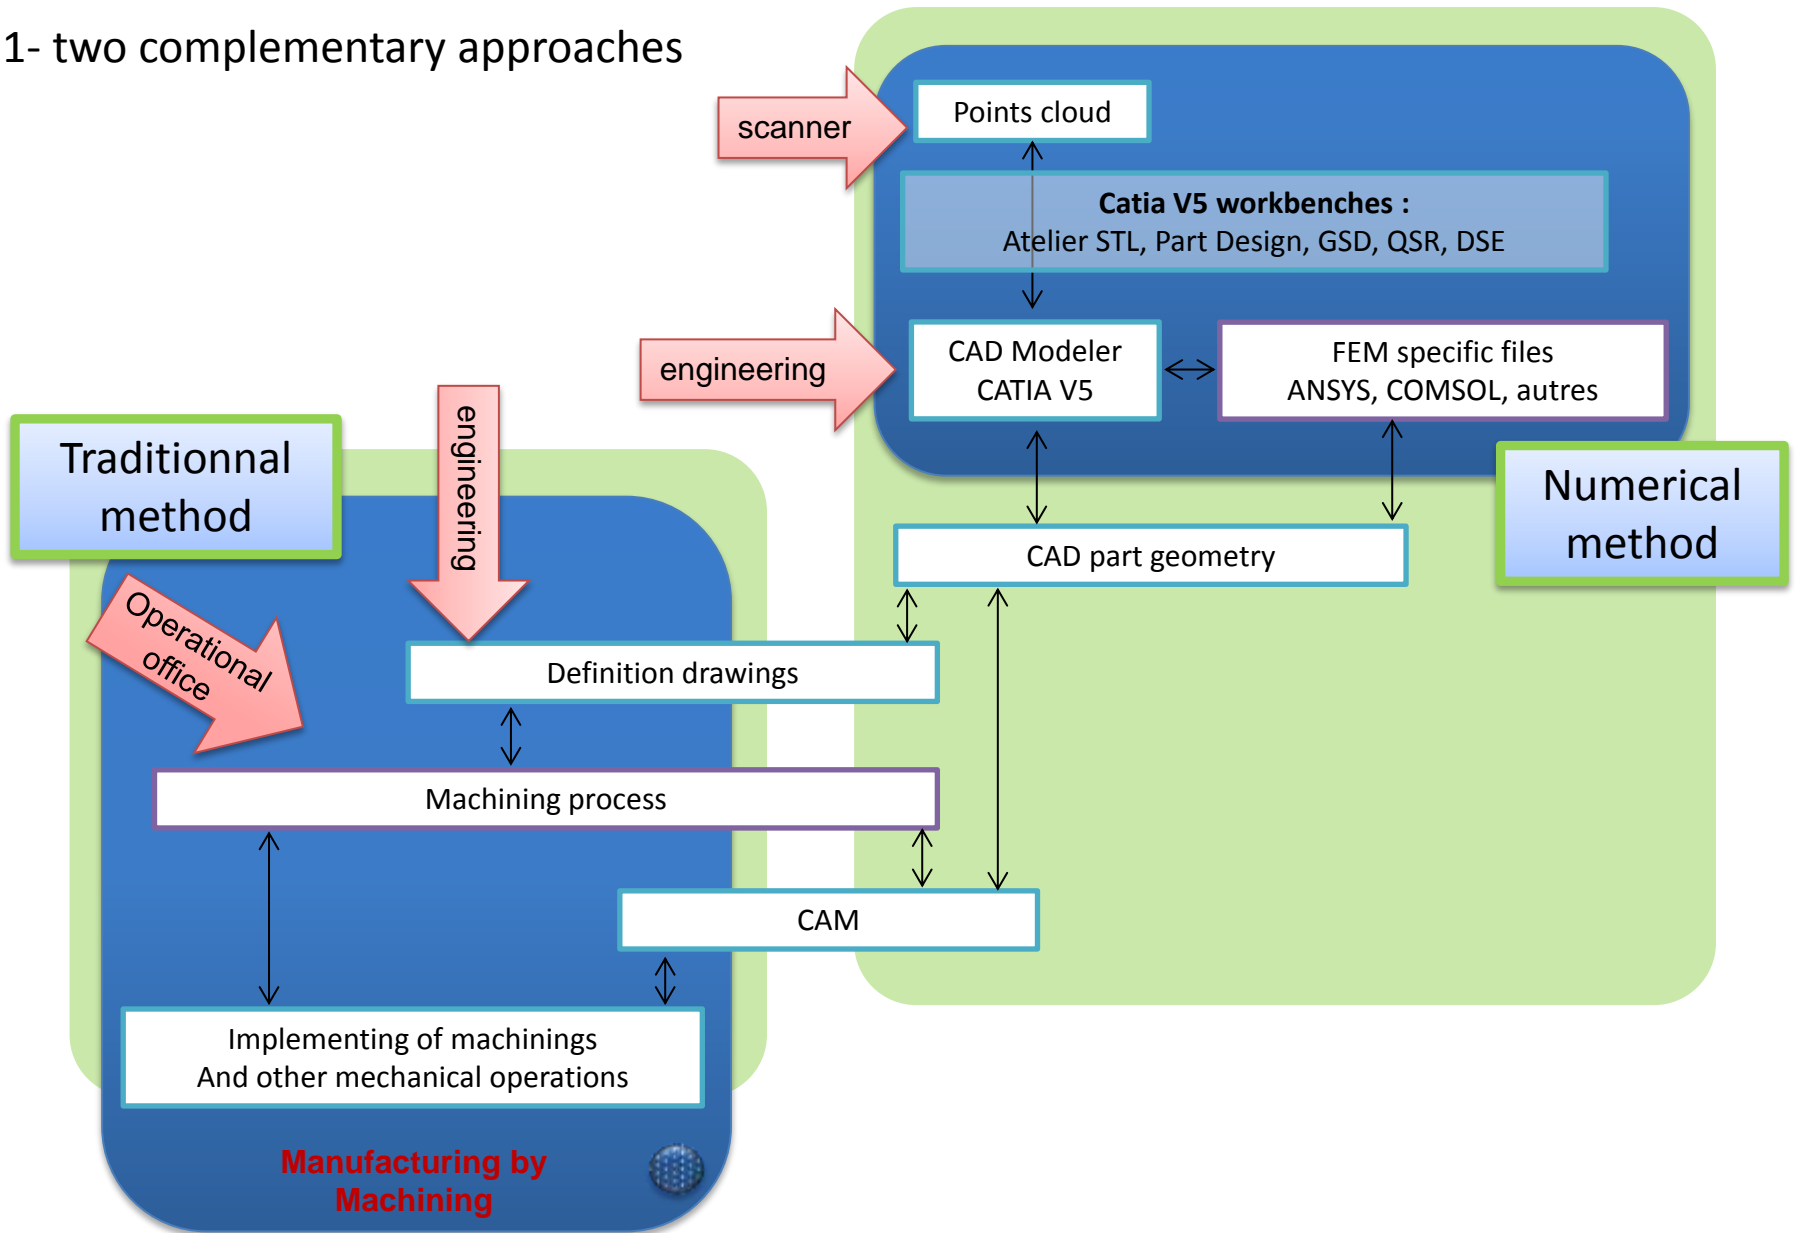 1- two complementary approaches
scanner
Points cloud
Catia V5 workbenches :
Atelier STL, Part Design, GSD, QSR, DSE
engineering
CAD Modeler
CATIA V5
FEM specific files
ANSYS, COMSOL, autres
Traditionnal
method
engineering
Numerical
method
CAD part geometry
Operational
office
Definition drawings
Machining process
CAM
Implementing of machinings
And other mechanical operations
Manufacturing by
Machining